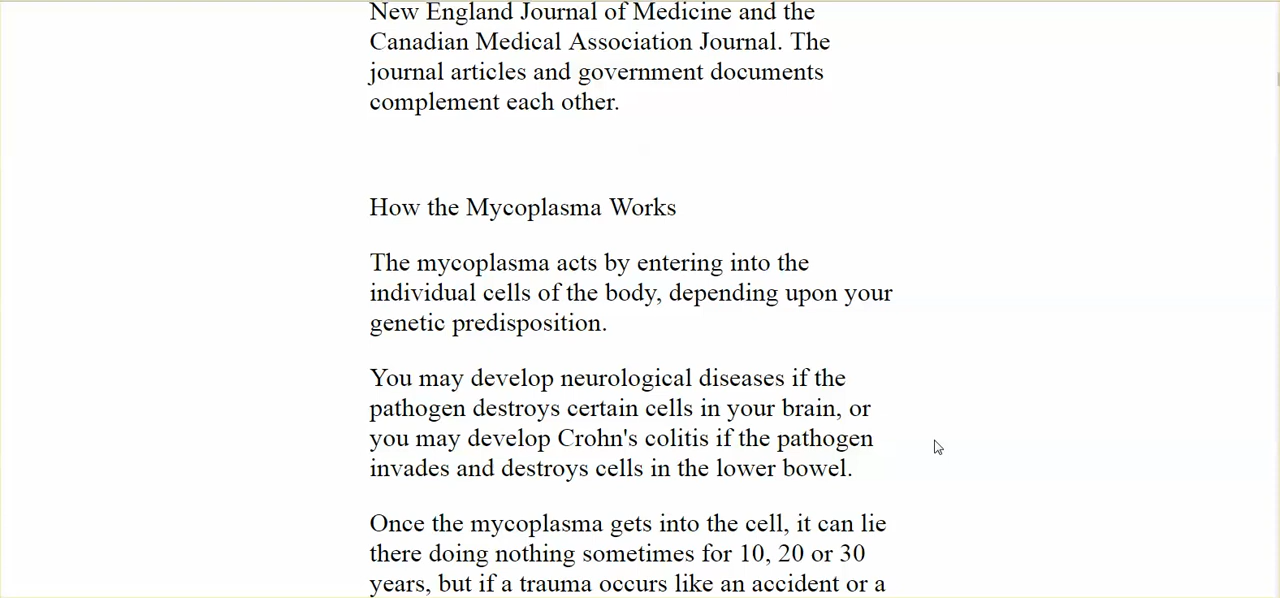 New England Journal of Medicine and the
Canadian Medical Association Journal. The
journal articles and government documents
complement each other.
How the Mycoplasma Works
The mycoplasma acts by entering into the
individual cells of the body, depending upon your
genetic predisposition.
You may develop neurological diseases if the
pathogen destroys certain cells in your brain, or
you may develop Crohn's colitis if the pathogen
invades and destroys cells in the lower bowel.
Once the mycoplasma gets into the cell, it can lie
there doing nothing sometimes for 10, 20 or 30
years, but if a trauma occurs like an accident or a